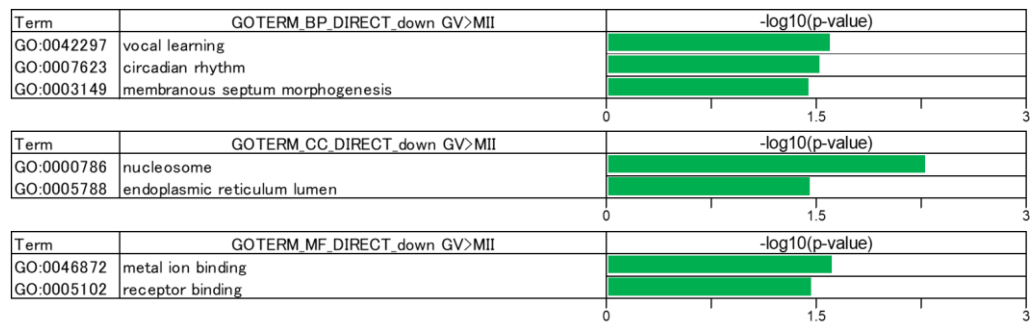 Term GOTERM_BP_DIRECT_down GV>MII -log10(p-value)
GO:0042297 vocal learning
GO:0007623 circadian rhythm
GO:0003149 membranous septum morphogenesis
0 1.5 3
Term GOTERM_CC_DIRECT_down GV>MII -log10(p-value)
GO:0000786 nucleosome
GO:0005788 endoplasmic reticulum lumen
0 1.5 3
Term GOTERM_MF_DIRECT_down GV>MII -log10(p-value)
GO:0046872 metal ion binding
GO:0005102 receptor binding
0 1.5 3